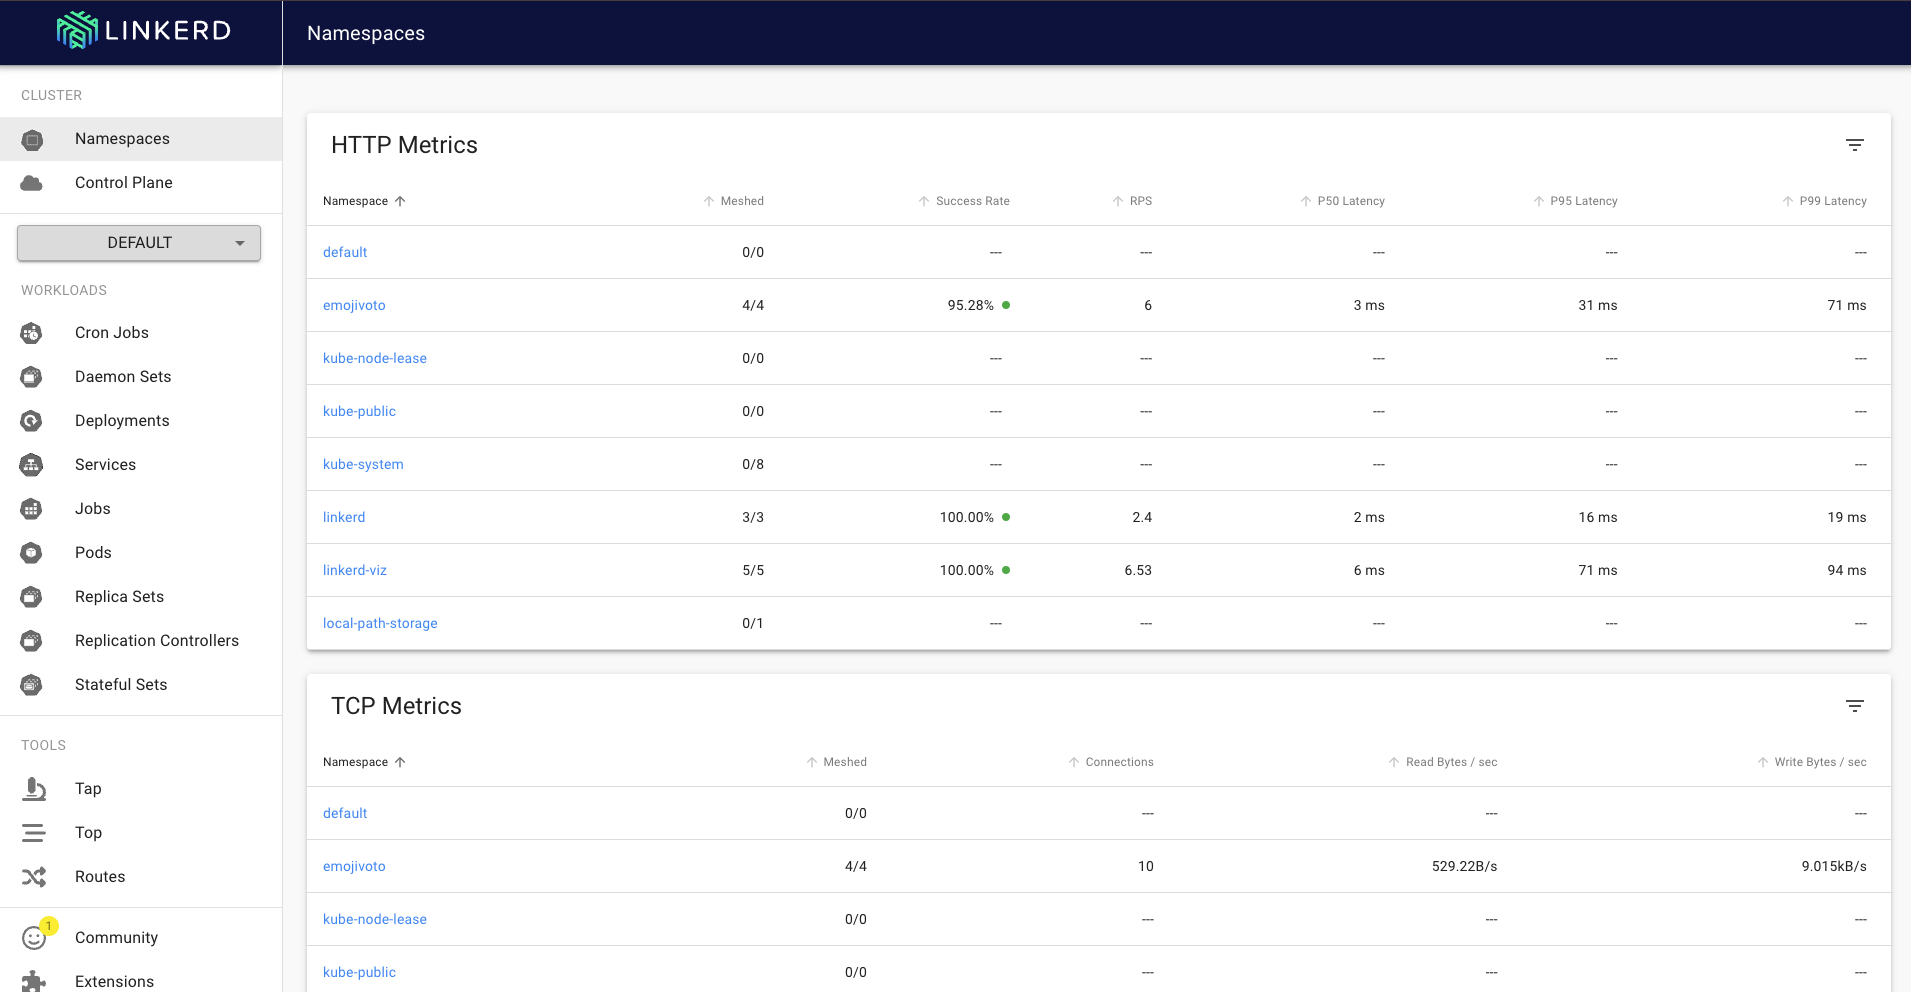 LINKERD
Namespaces
CLUSTER
Namespaces
Control Plane
DEFAULT
WORKLOADS
Cron Jobs
Daemon Sets
Deployments
Services
Jobs
Pods
Replica Sets
Replication Controllers
Stateful Sets
TOOLS
Tap
Top
Routes
1
Community
Extensions
HTTP Metrics
Namespace Meshed Success Rate RPS P50 Latency P95 Latency P99 Latency
default 0/0 --- --- --- --- ---
emojivoto 4/4 95.28% 6 3 ms 31 ms 71 ms
kube-node-lease 0/0 --- --- --- --- ---
kube-public 0/0 --- --- --- --- ---
kube-system 0/8 --- --- --- --- ---
linkerd 3/3 100.00% 2.4 2 ms 16 ms 19 ms
linkerd-viz 5/5 100.00% 6.53 6 ms 71 ms 94 ms
local-path-storage 0/1 --- --- --- --- ---
TCP Metrics
Namespace Meshed Connections Read Bytes / sec Write Bytes / sec
default 0/0 --- --- ---
emojivoto 4/4 10 529.22B/s 9.015kB/s
kube-node-lease 0/0 --- --- ---
kube-public 0/0 --- --- ---